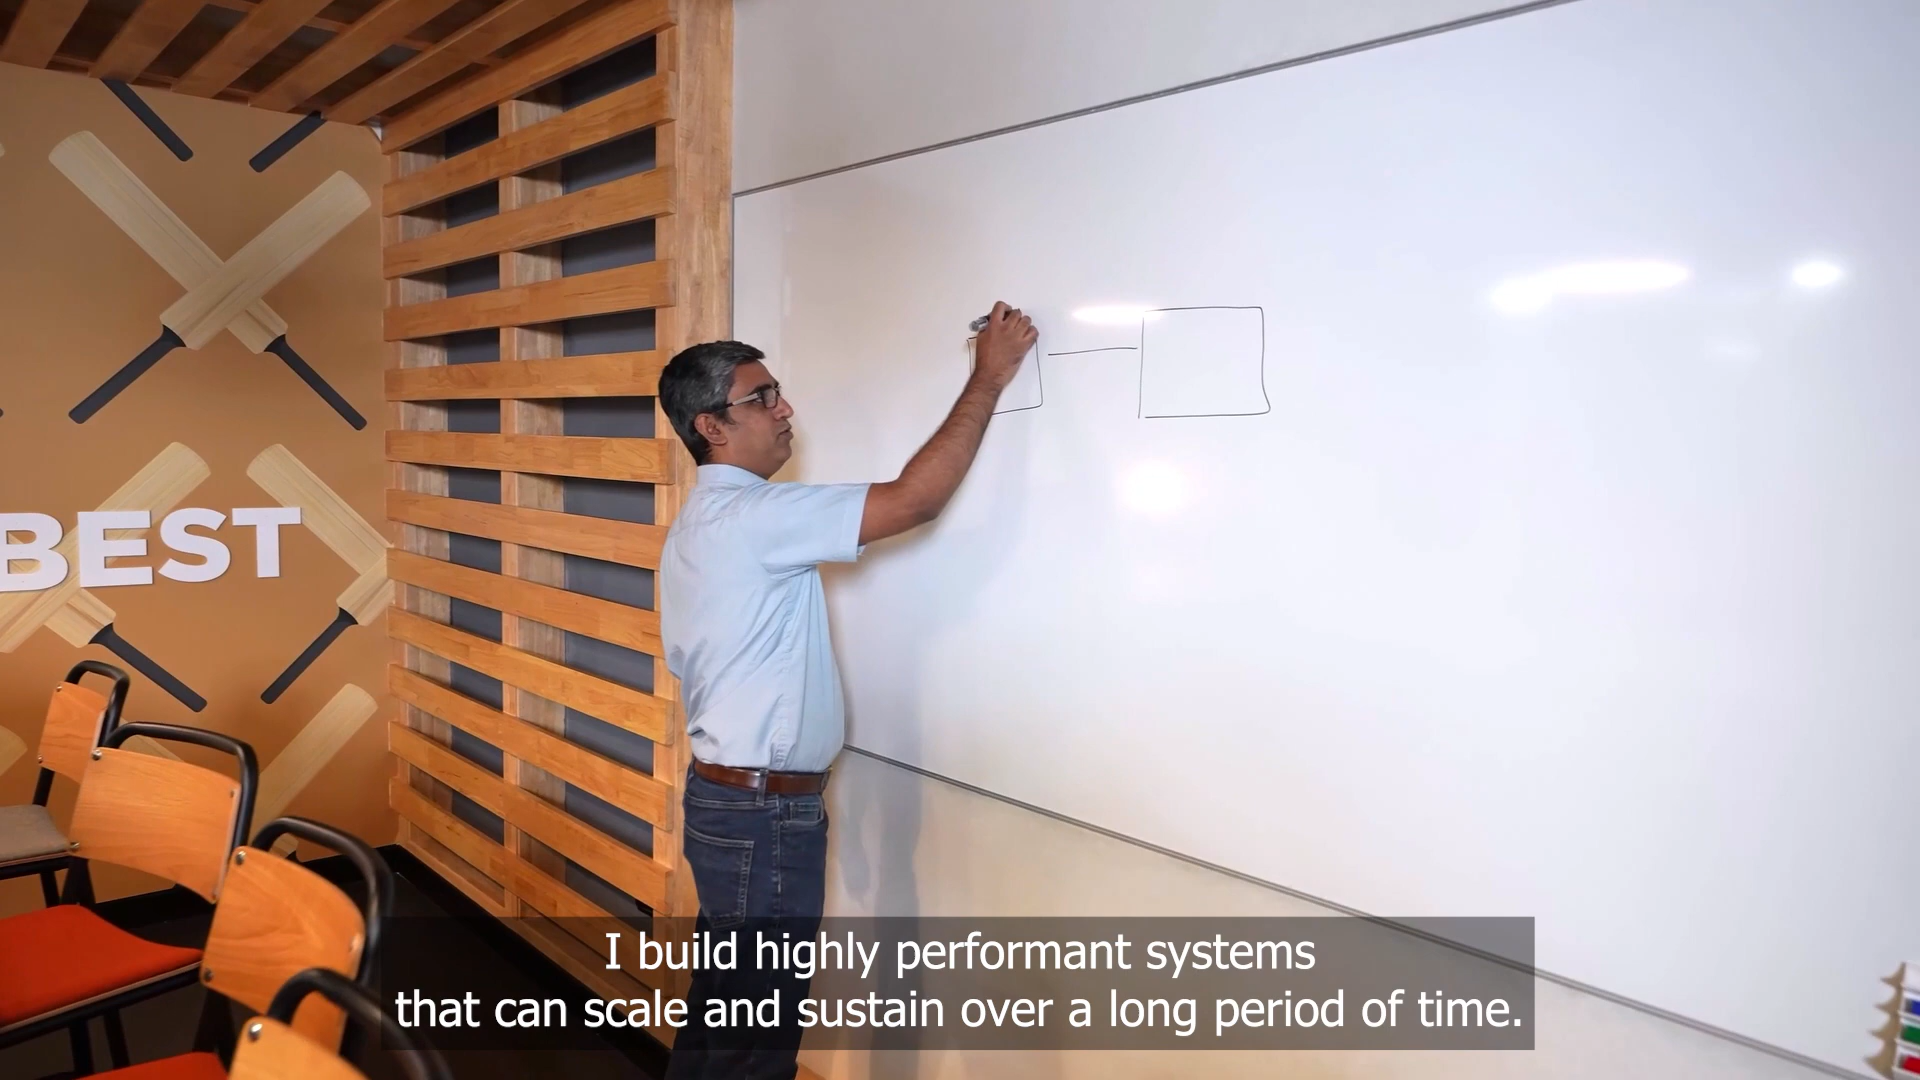 BEST
I build highly performant systems
that can scale and sustain over a long period of time.